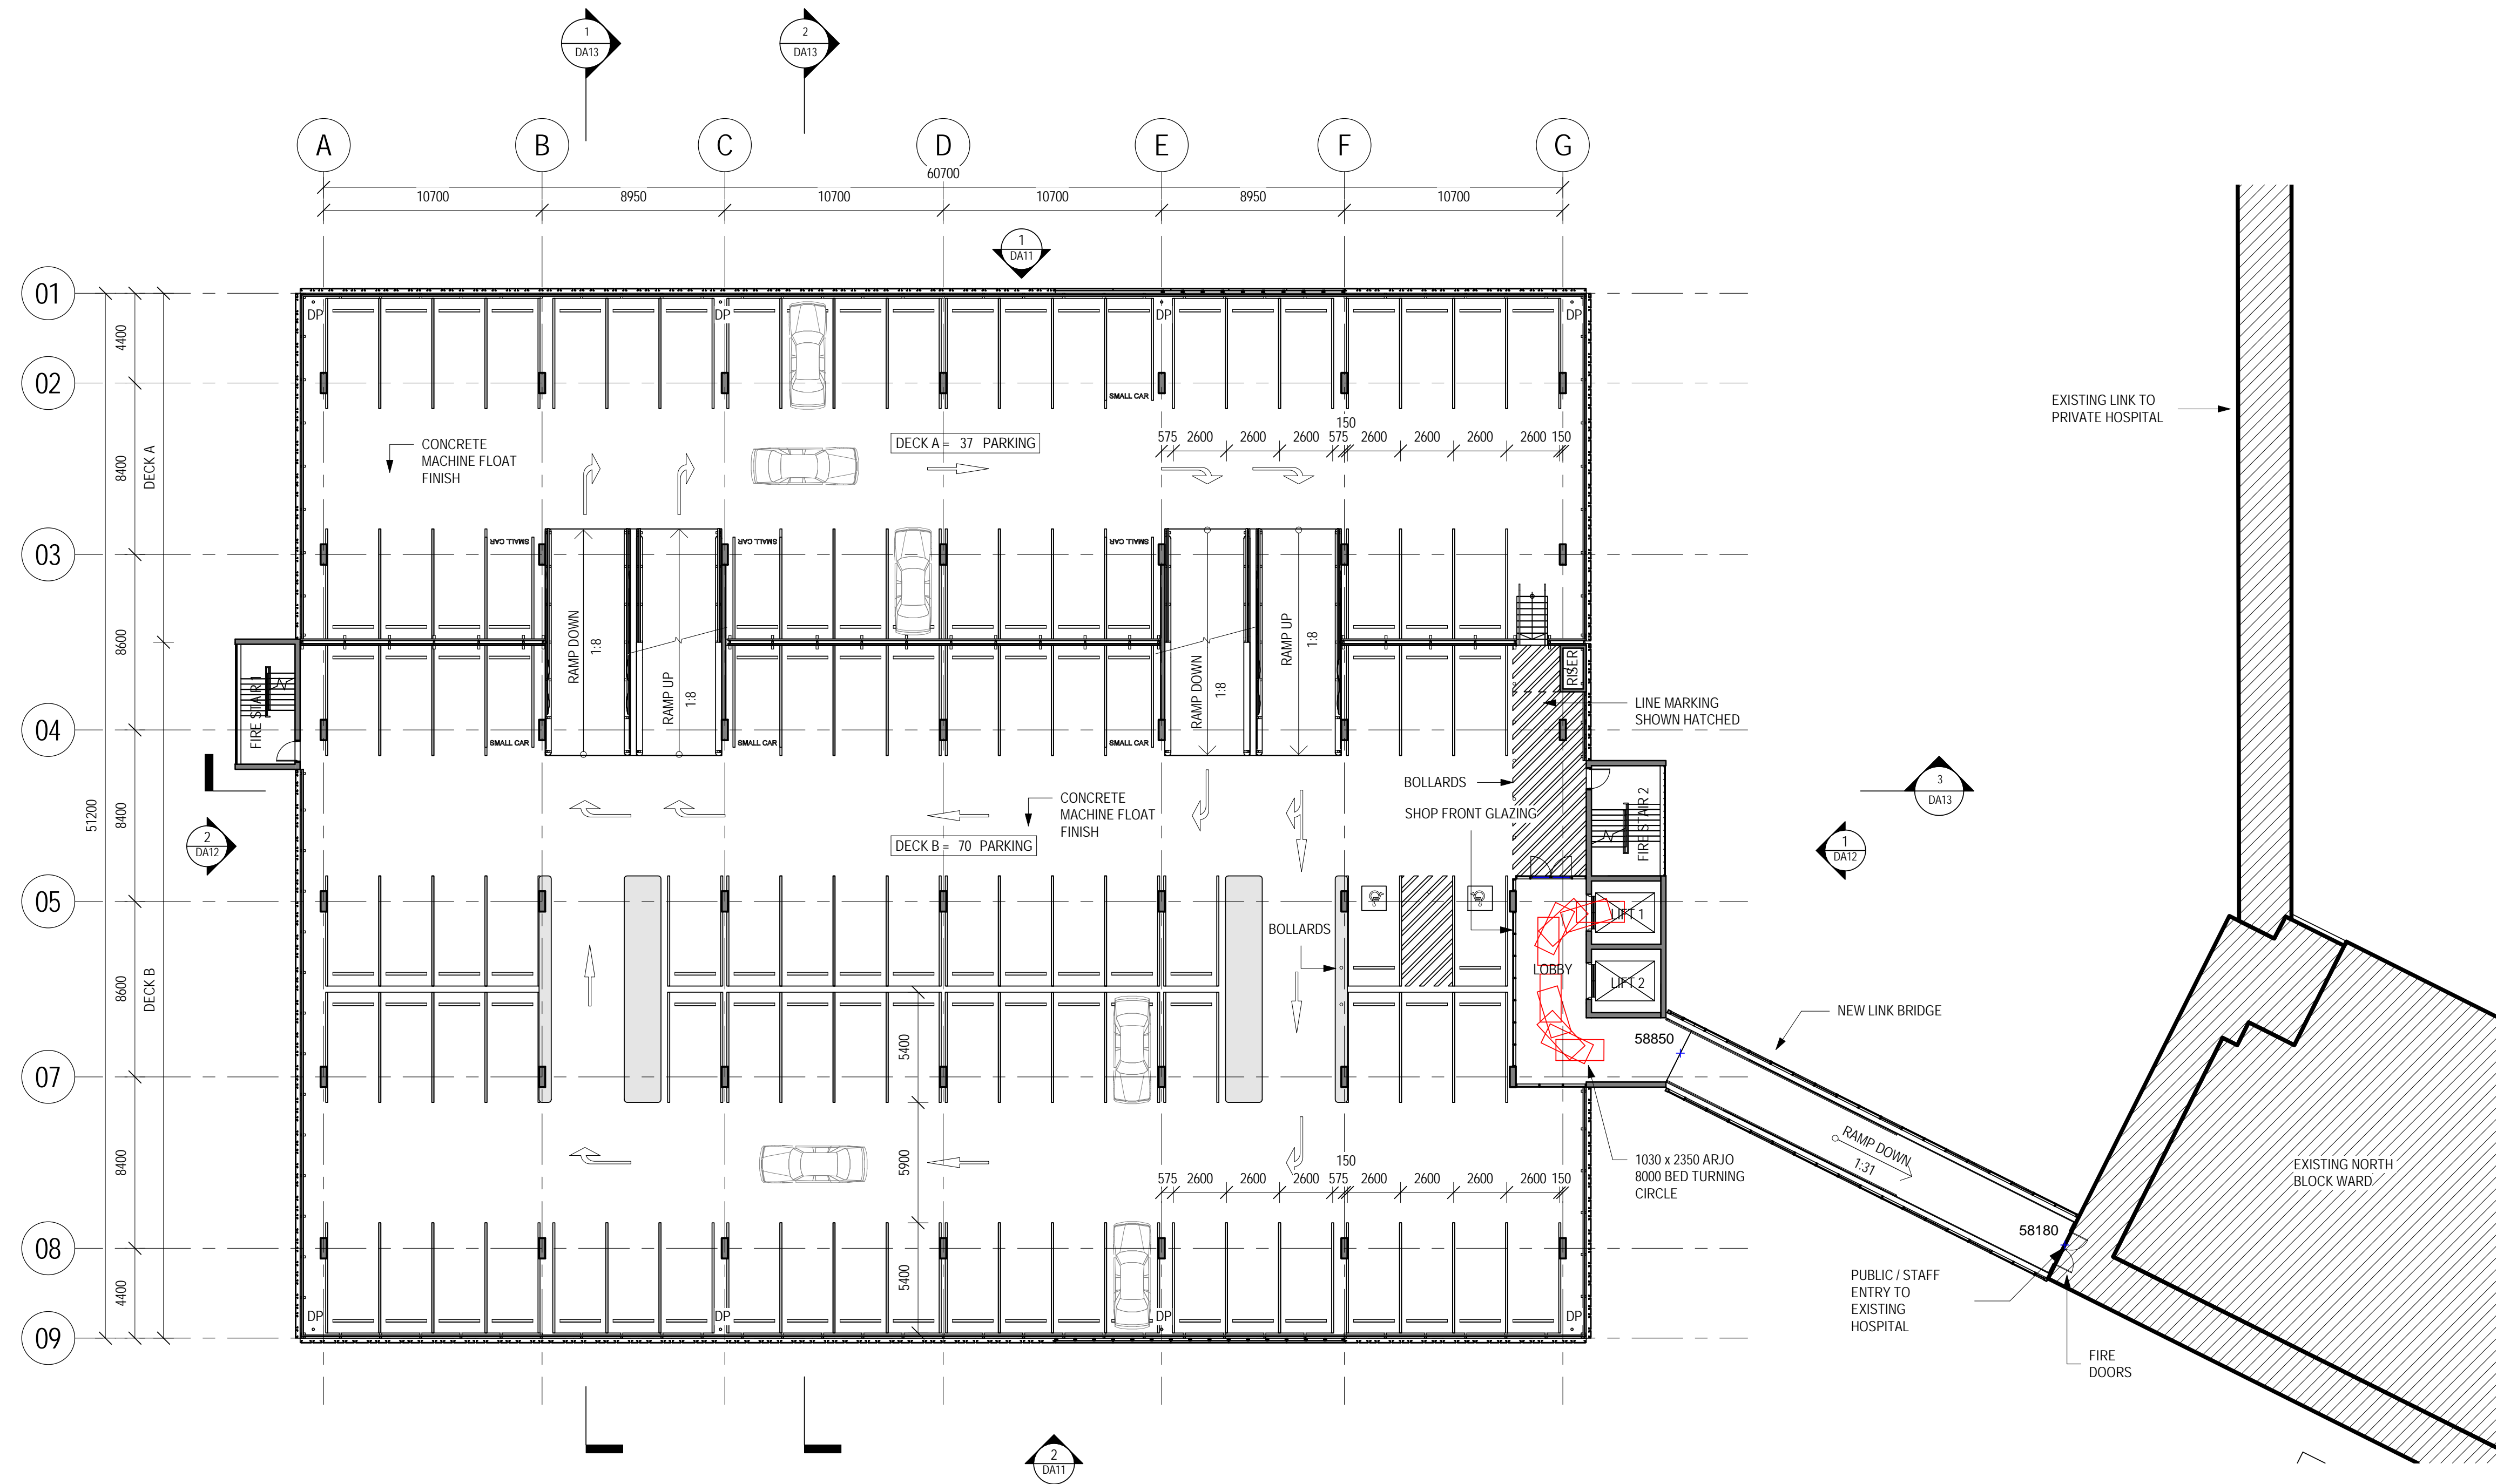 1
DA13
2
DA13
A
B
C
D
E
F
G
60700
10700
8950
10700
10700
8950
10700
1
DA11
01
02
03
04
05
07
08
09
4400
8400
8600
8400
8600
8400
4400
51200
DECK A
DECK B
DP
DP
DP
DP
SMALL CAR
EXISTING LINK TO
PRIVATE HOSPITAL
CONCRETE
MACHINE FLOAT
FINISH
DECK A = 37 PARKING
150
575
2600
2600
2600
575
2600
2600
2600
2600
150
SMALL CAR
SMALL CAR
SMALL CAR
RAMP DOWN
1:8
RAMP UP
1:8
RAMP DOWN
1:8
RAMP UP
1:8
FIRE STAIR 1
RISER
LINE MARKING
SHOWN HATCHED
SMALL CAR
SMALL CAR
SMALL CAR
BOLLARDS
SHOP FRONT GLAZING
CONCRETE
MACHINE FLOAT
FINISH
DECK B = 70 PARKING
FIRE STAIR 2
3
DA13
2
DA12
1
DA12
BOLLARDS
LIFT 1
LOBBY
LIFT 2
NEW LINK BRIDGE
58850
5400
5900
5400
150
575
2600
2600
2600
575
2600
2600
2600
2600
150
1030 x 2350 ARJO
8000 BED TURNING
CIRCLE
RAMP DOWN
1:31
EXISTING NORTH
BLOCK WARD
58180
PUBLIC / STAFF
ENTRY TO
EXISTING
HOSPITAL
FIRE
DOORS
DP
DP
DP
DP
2
DA11